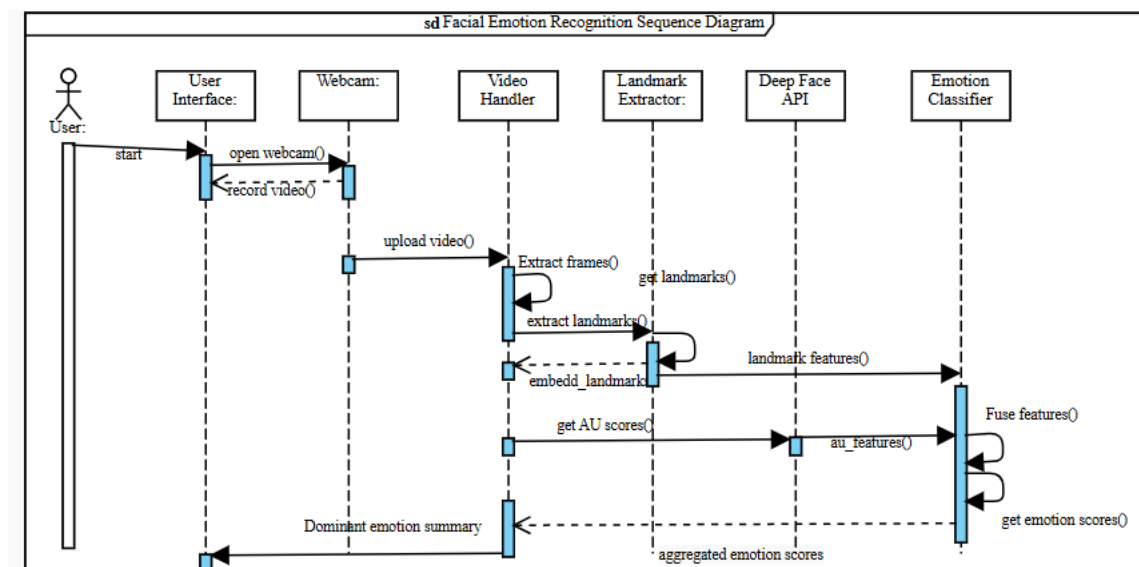 sd Facial Emotion Recognition Sequence Diagram
User:
User
Interface:
Webcam:
Video
Handler
Landmark
Extractor:
Deep Face
API
Emotion
Classifier
start
open webcam()
record video()
upload video()
Extract frames()
get landmarks()
extract landmarks()
landmark features()
embedd_landmarks
Fuse features()
get AU scores()
au_features()
get emotion scores()
Dominant emotion summary
aggregated emotion scores